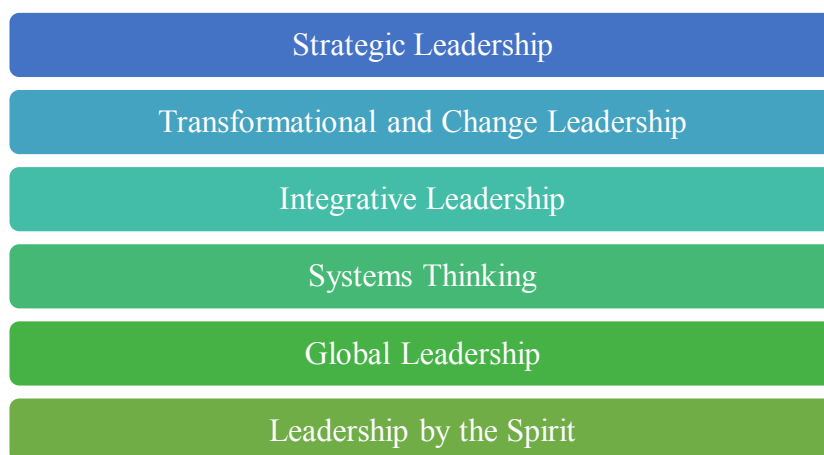 Strategic Leadership
Transformational and Change Leadership
Integrative Leadership
Systems Thinking
Global Leadership
Leadership by the Spirit